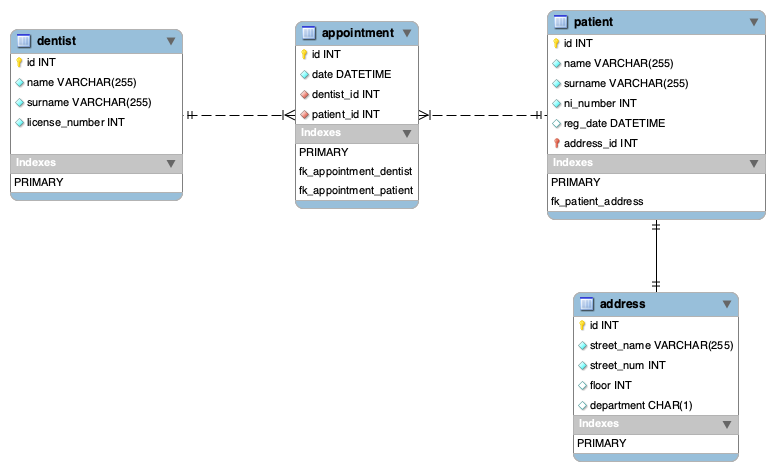 dentist
id INT
name VARCHAR(255)
surname VARCHAR(255)
license_number INT
Indexes
PRIMARY
appointment
id INT
date DATETIME
dentist_id INT
patient_id INT
Indexes
PRIMARY
fk_appointment_dentist
fk_appointment_patient
patient
id INT
name VARCHAR(255)
surname VARCHAR(255)
ni_number INT
reg_date DATETIME
address_id INT
Indexes
PRIMARY
fk_patient_address
address
id INT
street_name VARCHAR(255)
street_num INT
floor INT
department CHAR(1)
Indexes
PRIMARY